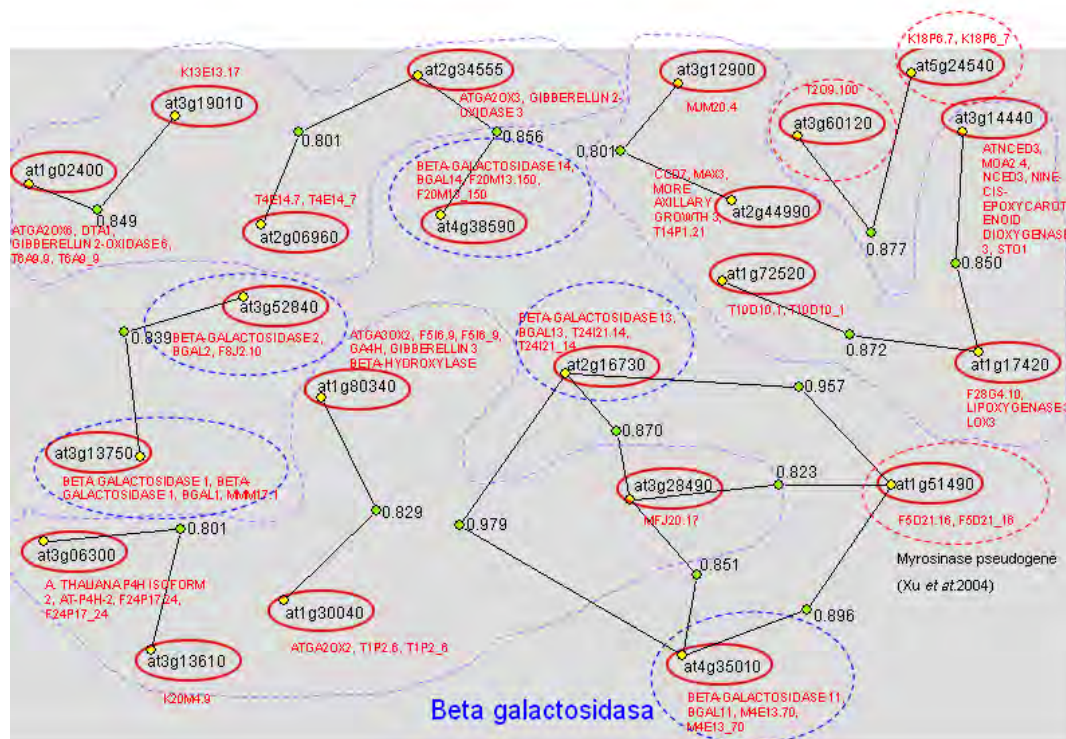 K18P6.7, K18P6_7
at5g24540
K13E13.17
at3g19010
at2g34555
ATGA2OX3, GIBBERELLIN 2-
OXIDASE 3
at3g12900
MJM20.4
T2O9.100
at3g60120
at3g14440
ATNCED3,
MOA2.4,
NCED3, NINE-
CIS-
EPOXYCAROT
ENOID
DIOXYGENASE
3, STO1
0.801
0.856
0.801
at1g02400
0.849
ATGA2OX6, DTA1,
GIBBERELLIN 2-OXIDASE 6,
T6A9.9, T6A9_9
T4E14.7, T4E14_7
at2g06960
BETA-GALACTOSIDASE 14,
BGAL14, F20M13.150,
F20M13_150
at4g38590
CCD7, MAX3,
MORE
AXILLARY
GROWTH 3,
T14P1.21
at2g44990
0.877
0.850
at1g72520
T10D10.1, T10D10_1
0.872
at1g17420
F28G4.10,
LIPOXYGENASE 3,
LOX3
at3g52840
BETA-GALACTOSIDASE 2,
BGAL2, F8J2.10
0.839
ATGA3OX2, F5I6.9, F5I6_9,
GA4H, GIBBERELLIN 3
BETA-HYDROXYLASE
at1g80340
BETA-GALACTOSIDASE 13,
BGAL13, T24I21.14,
T24I21_14
at2g16730
0.957
0.870
at3g13750
BETA GALACTOSIDASE 1, BETA-
GALACTOSIDASE 1, BGAL1, MMM17.1
at3g28490
MFJ20.17
0.823
at1g51490
F5D21.16, F5D21_16
0.801
0.829
0.979
at3g06300
A. THALIANA P4H ISOFORM
2, AT-P4H-2, F24P17.24,
F24P17_24
Myrosinase pseudogene
(Xu et at.2004)
0.851
0.896
at1g30040
ATGA2OX2, T1P2.6, T1P2_6
at3g13610
K20M4.9
at4g35010
BETA-GALACTOSIDASE 11,
BGAL11, M4E13.70,
M4E13_70
Beta galactosidasa